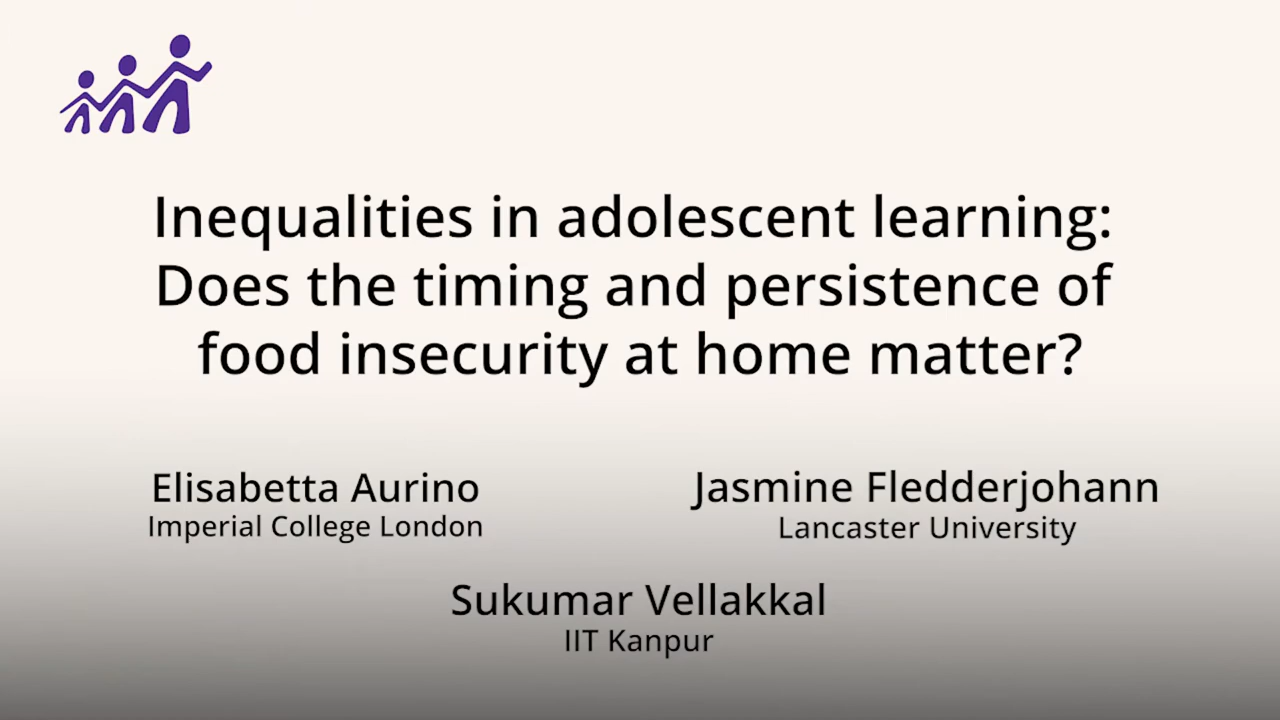 Inequalities in adolescent learning:
Does the timing and persistence of
food insecurity at home matter?
Elisabetta Aurino
Imperial College London
Jasmine Fledderjohann
Lancaster University
Sukumar Vellakkal
IIT Kanpur